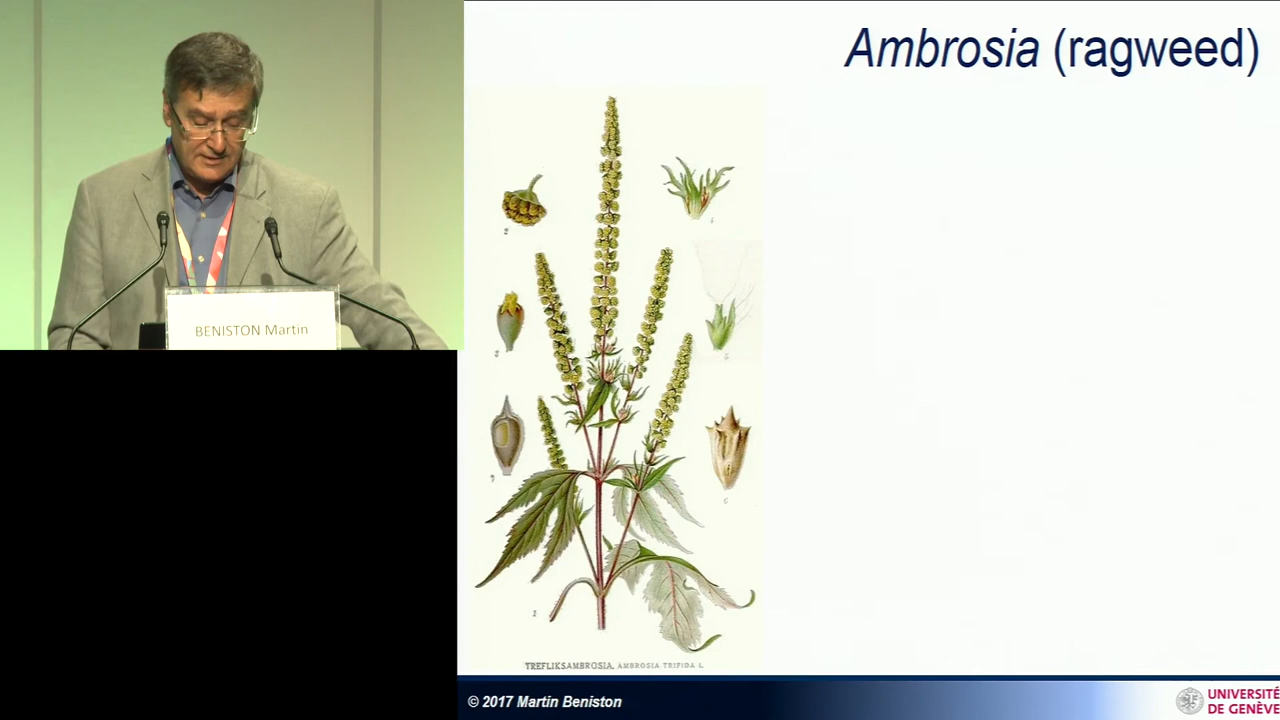 Ambrosia (ragweed)
BENISTON Martin
TREFLIKSAMBROSIA, AMBROSIA TRIFIDA L.
© 2017 Martin Beniston
UNIVERSITÉ
DE GENÈVE